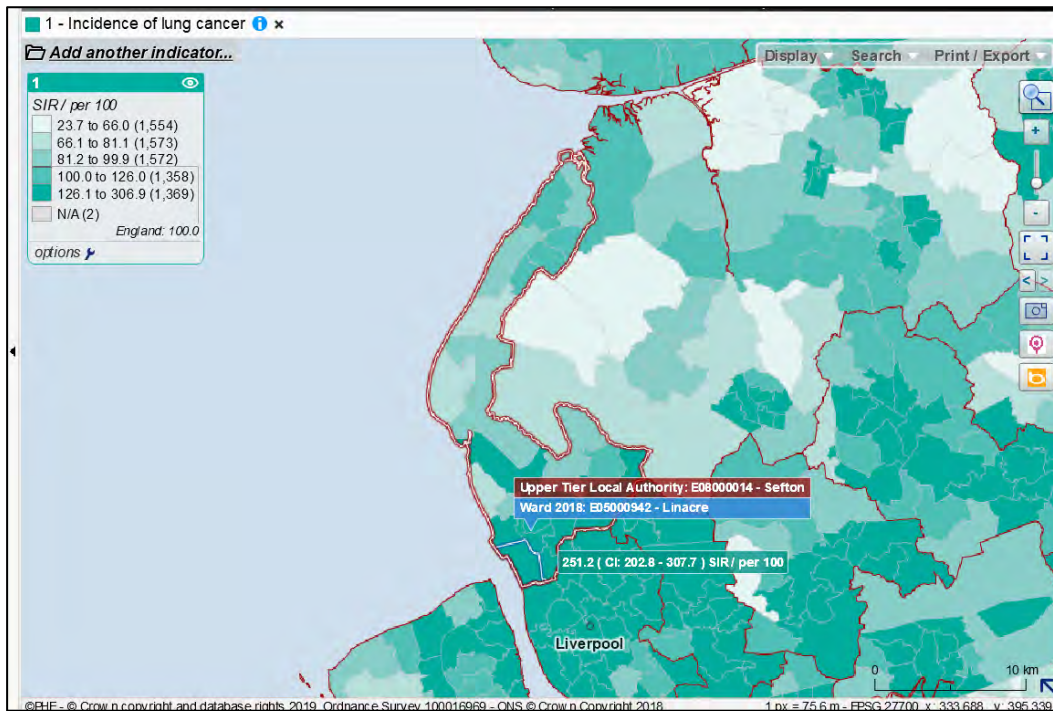 1 - Incidence of lung cancer i ×
Add another indicator...
Display Search Print / Export
1
SIR / per 100
23.7 to 66.0 (1,554)
66.1 to 81.1 (1,573)
81.2 to 99.9 (1,572)
100.0 to 126.0 (1,358)
126.1 to 306.9 (1,369)
N/A (2)
England: 100.0
options
+
-
< >
Upper Tier Local Authority: E08000014 - Sefton
Ward 2018: E05000942 - Linacre
251.2 ( CI: 202.8 - 307.7 ) SIR / per 100
Liverpool
0 10 km
©PHE - © Crown copyright and database rights 2019 Ordnance Survey 100016969 - ONS © Crown Copyright 2018
1 px = 75.6 m - EPSG 27700 x: 333,688 y: 395,339